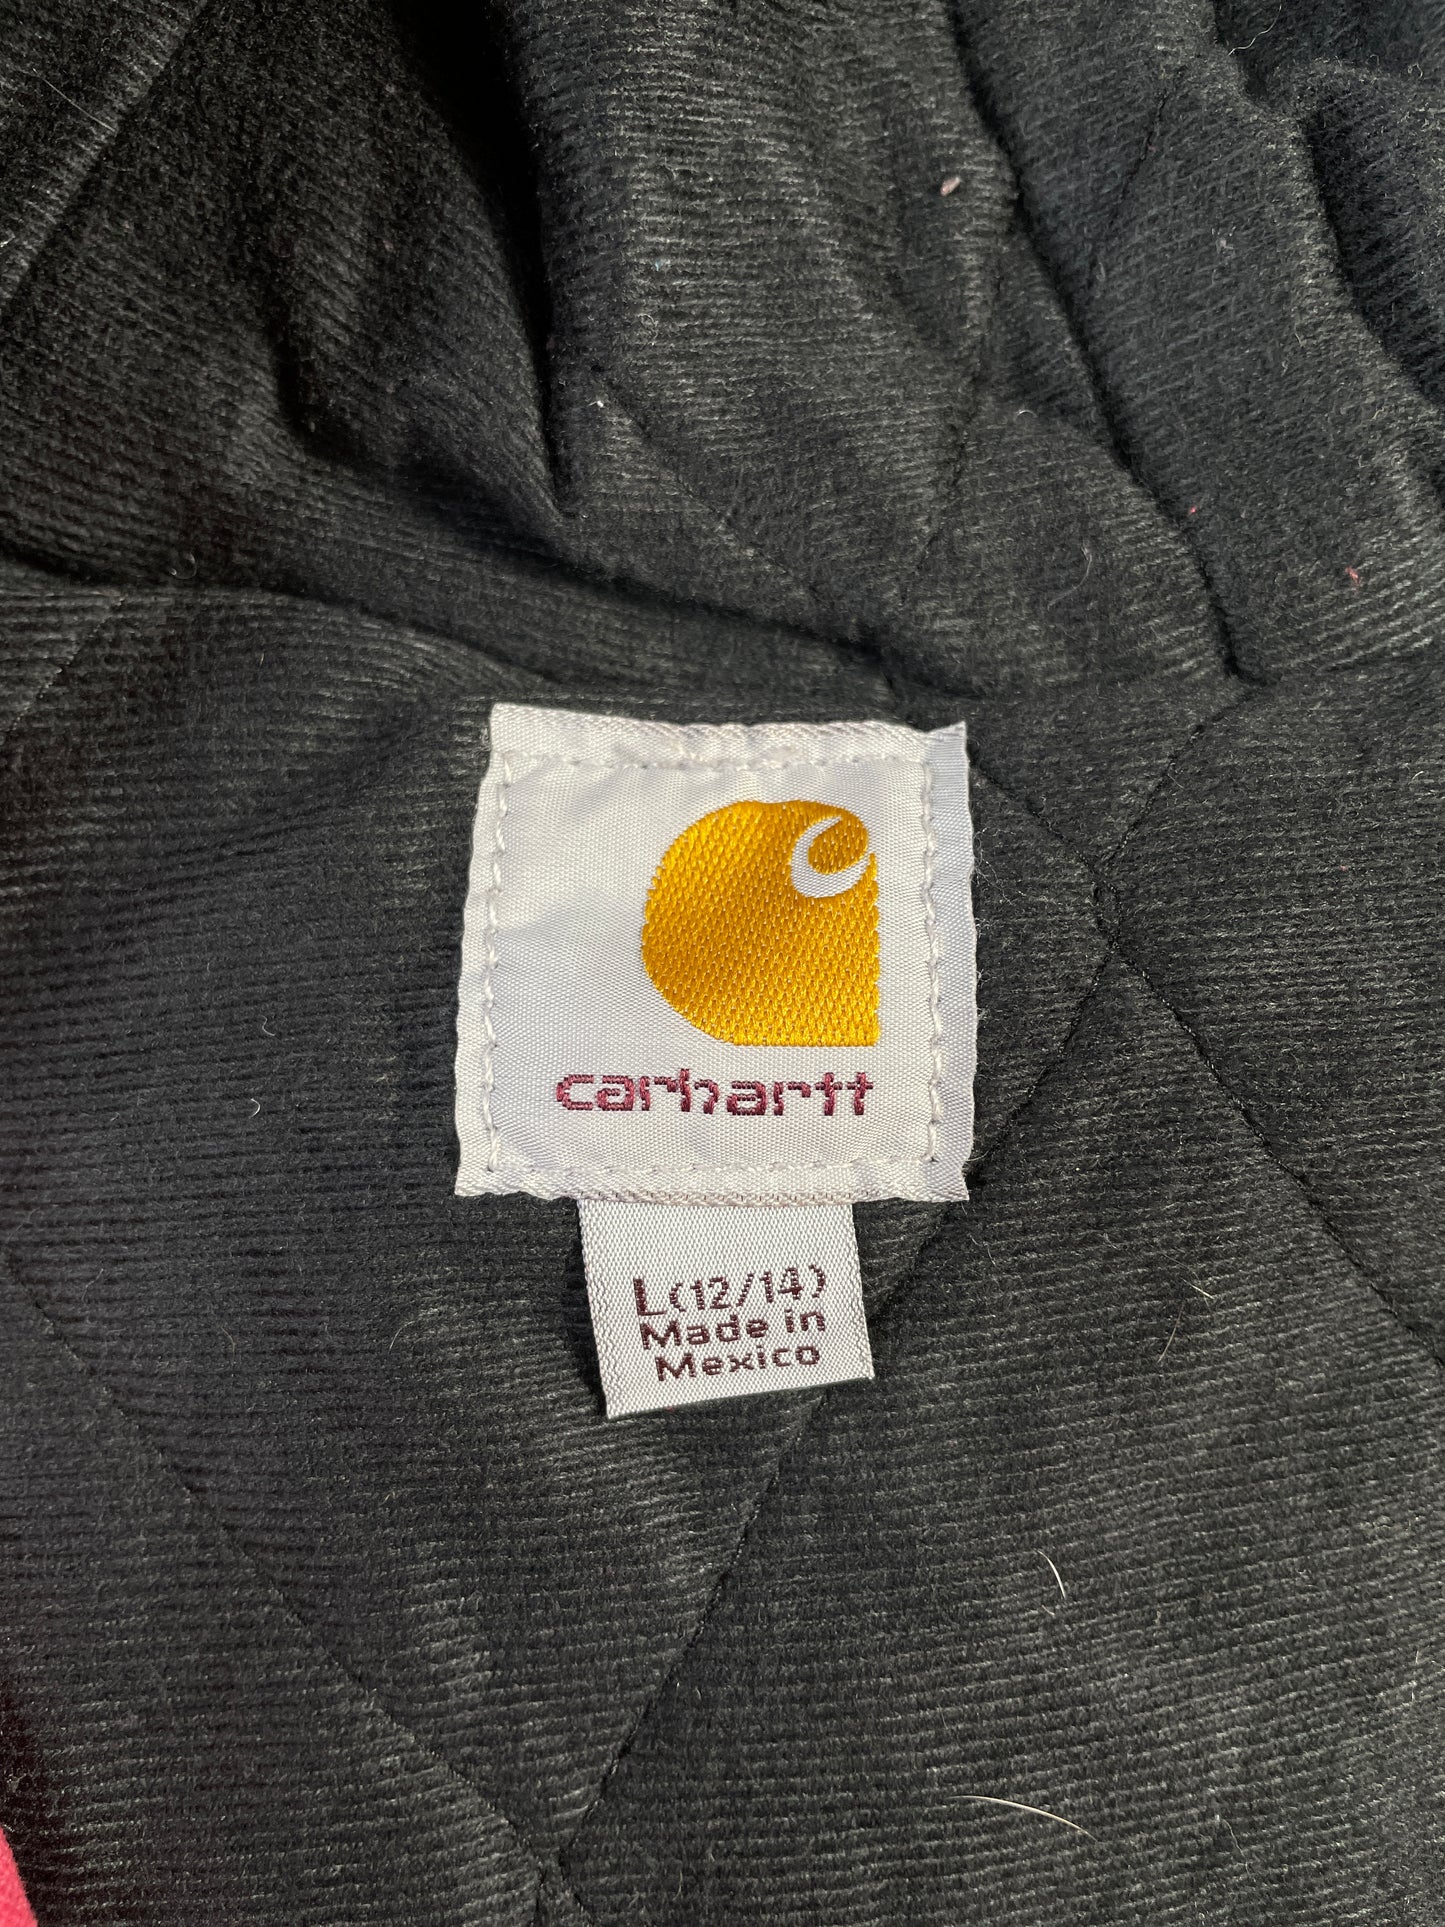 carhartt
L(12/14)
Made in
Mexico